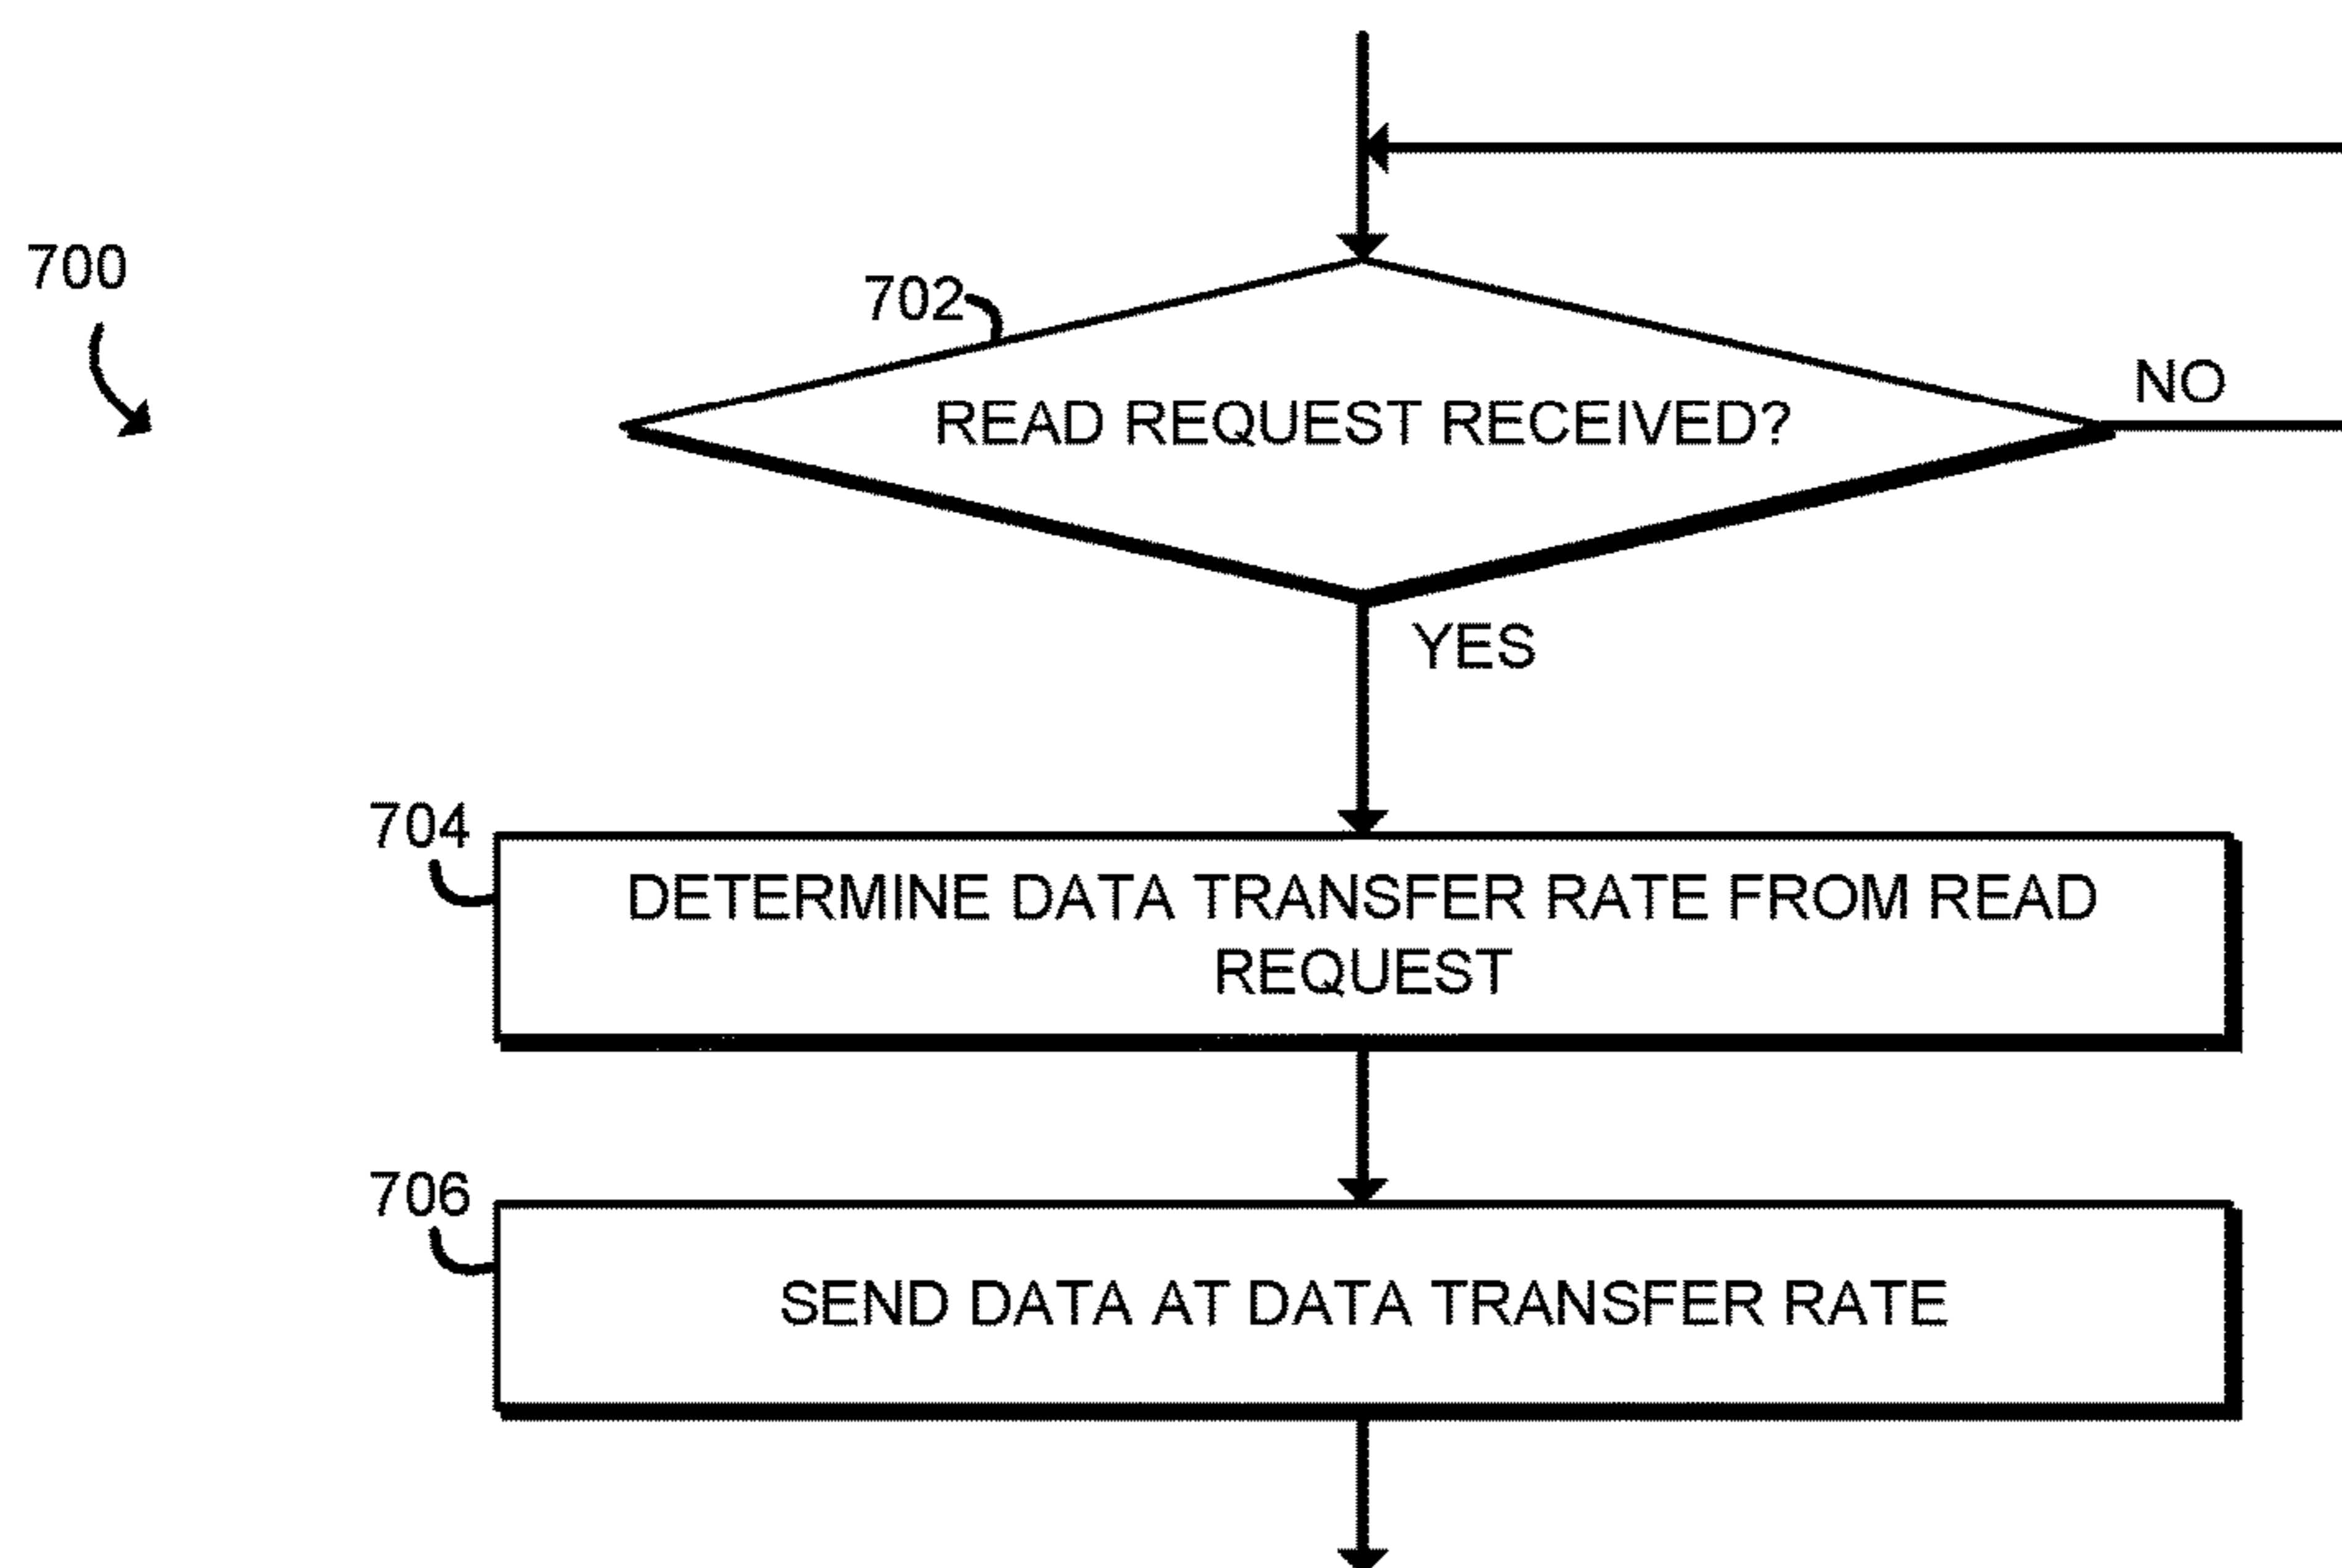 700
702
READ REQUEST RECEIVED?
NO
YES
704
DETERMINE DATA TRANSFER RATE FROM READ
REQUEST
706
SEND DATA AT DATA TRANSFER RATE